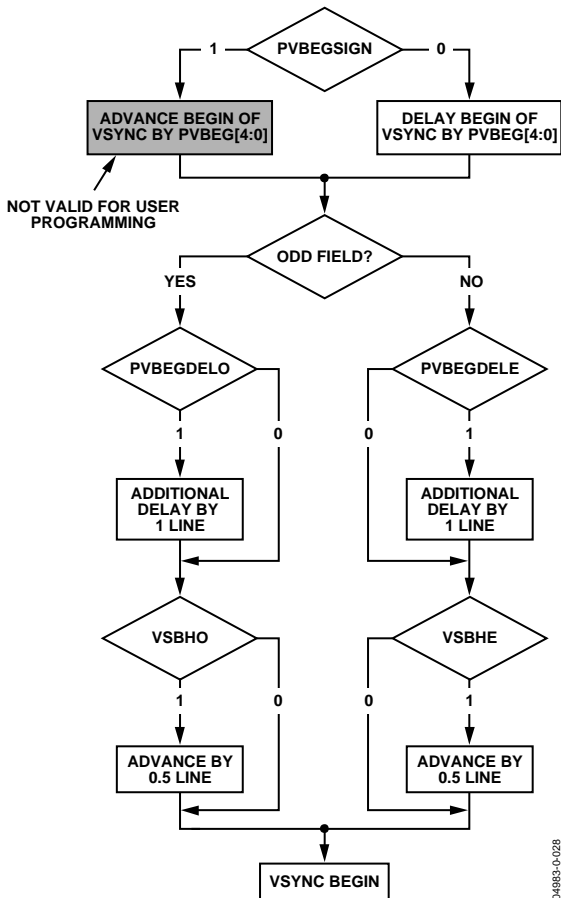 PVBEGSIGN
1
0
ADVANCE BEGIN OF
VSYNC BY PVBEG[4:0]
DELAY BEGIN OF
VSYNC BY PVBEG[4:0]
NOT VALID FOR USER
PROGRAMMING
ODD FIELD?
YES
NO
PVBEGDELO
PVBEGDELE
1
0
0
1
ADDITIONAL
DELAY BY
1 LINE
ADDITIONAL
DELAY BY
1 LINE
VSBHO
VSBHE
1
0
0
1
ADVANCE BY
0.5 LINE
ADVANCE BY
0.5 LINE
VSYNC BEGIN
04983-0-028